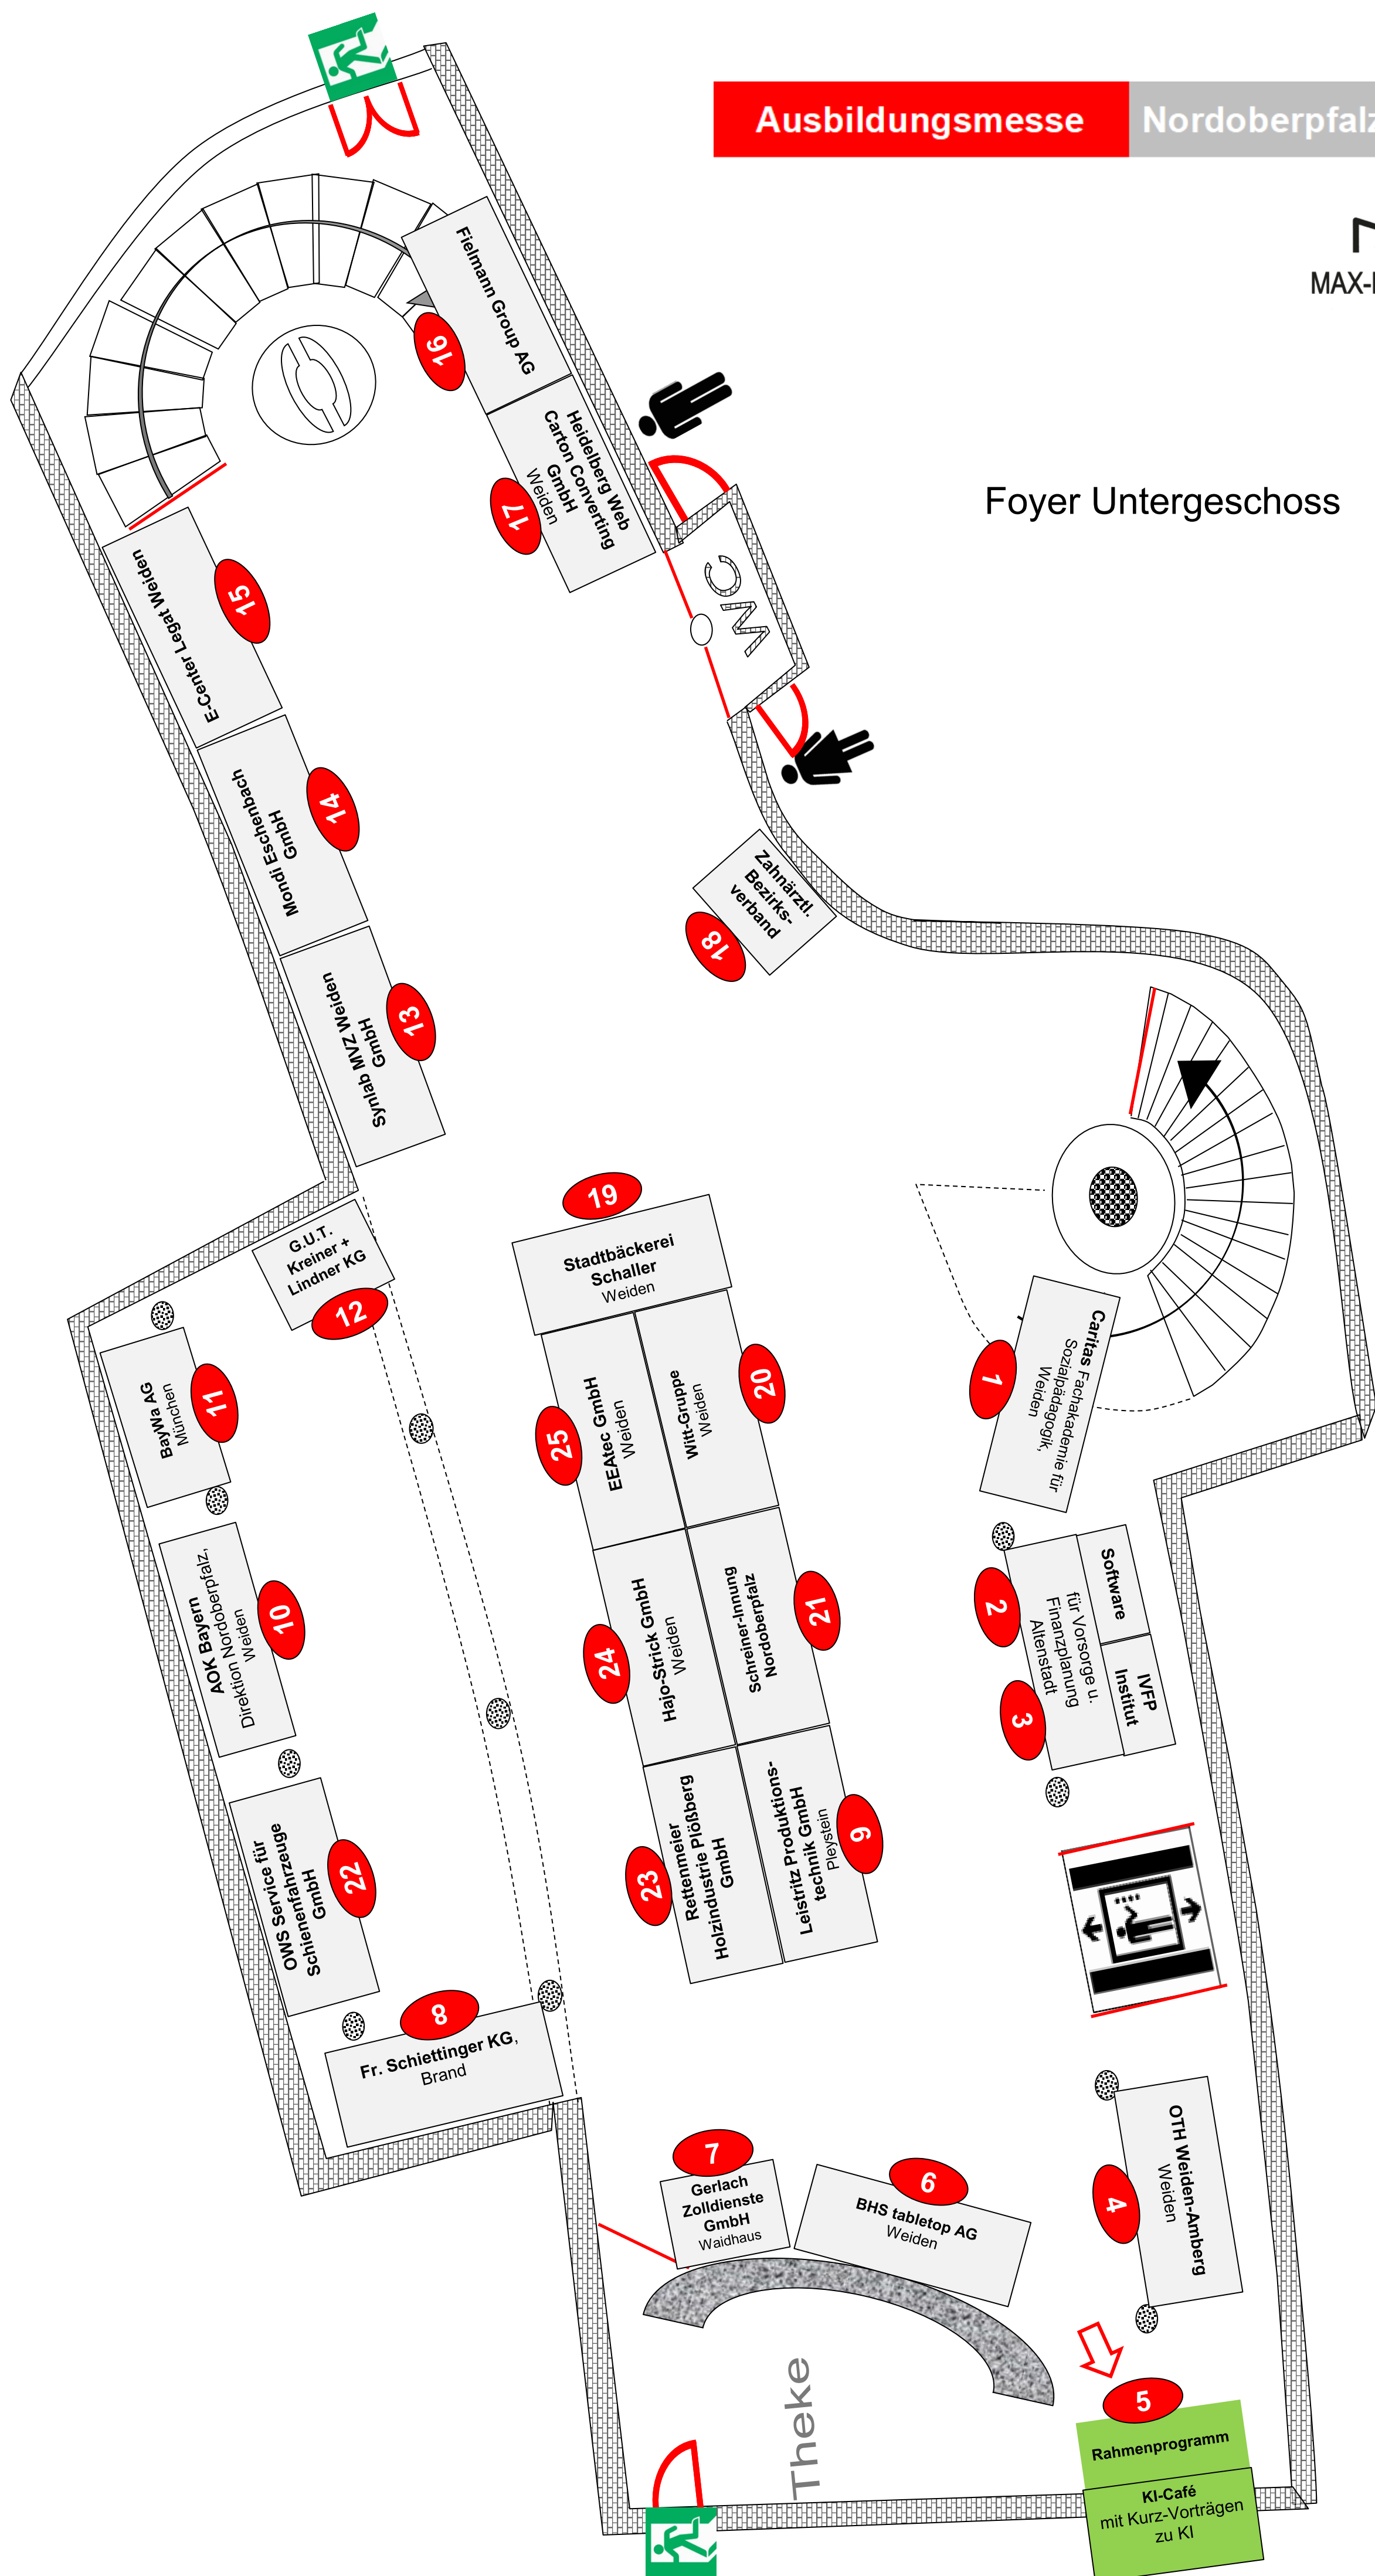 Ausbildungsmesse
Nordoberpfalz
MAX-
Foyer Untergeschoss
Fielmann Group AG
16
Heidelberg Web
Carton Converting
GmbH
Weiden
17
WC
E-Center Legat Weiden
15
Mondi Eschenbach
GmbH
14
Synlab MVZ Weiden
GmbH
13
Zahnärztl.
Bezirks-
verband
18
G.U.T.
Kreiner +
Lindner KG
12
19
Stadtbäckerei
Schaller
Weiden
BayWa AG
München
11
EEAtec GmbH
Weiden
25
Witt-Gruppe
Weiden
20
Caritas Fachakademie für
Sozialpädagogik,
Weiden
1
AOK Bayern
Direktion Nordoberpfalz,
Weiden
10
Hajo-Strick GmbH
Weiden
24
Schreiner-Innung
Nordoberpfalz
21
Software
IVFP
Institut
für Vorsorge u.
Finanzplanung
Altenstadt
2
3
OWS Service für
Schienenfahrzeuge
GmbH
22
Rettenmeier
Holzindustrie Plößberg
GmbH
23
Leistritz Produktions-
technik GmbH
Pleystein
9
8
Fr. Schiettinger KG,
Brand
7
Gerlach
Zolldienste
GmbH
Waidhaus
6
BHS tabletop AG
Weiden
OTH Weiden-Amberg
Weiden
4
Theke
5
Rahmenprogramm
KI-Café
mit Kurz-Vorträgen
zu KI